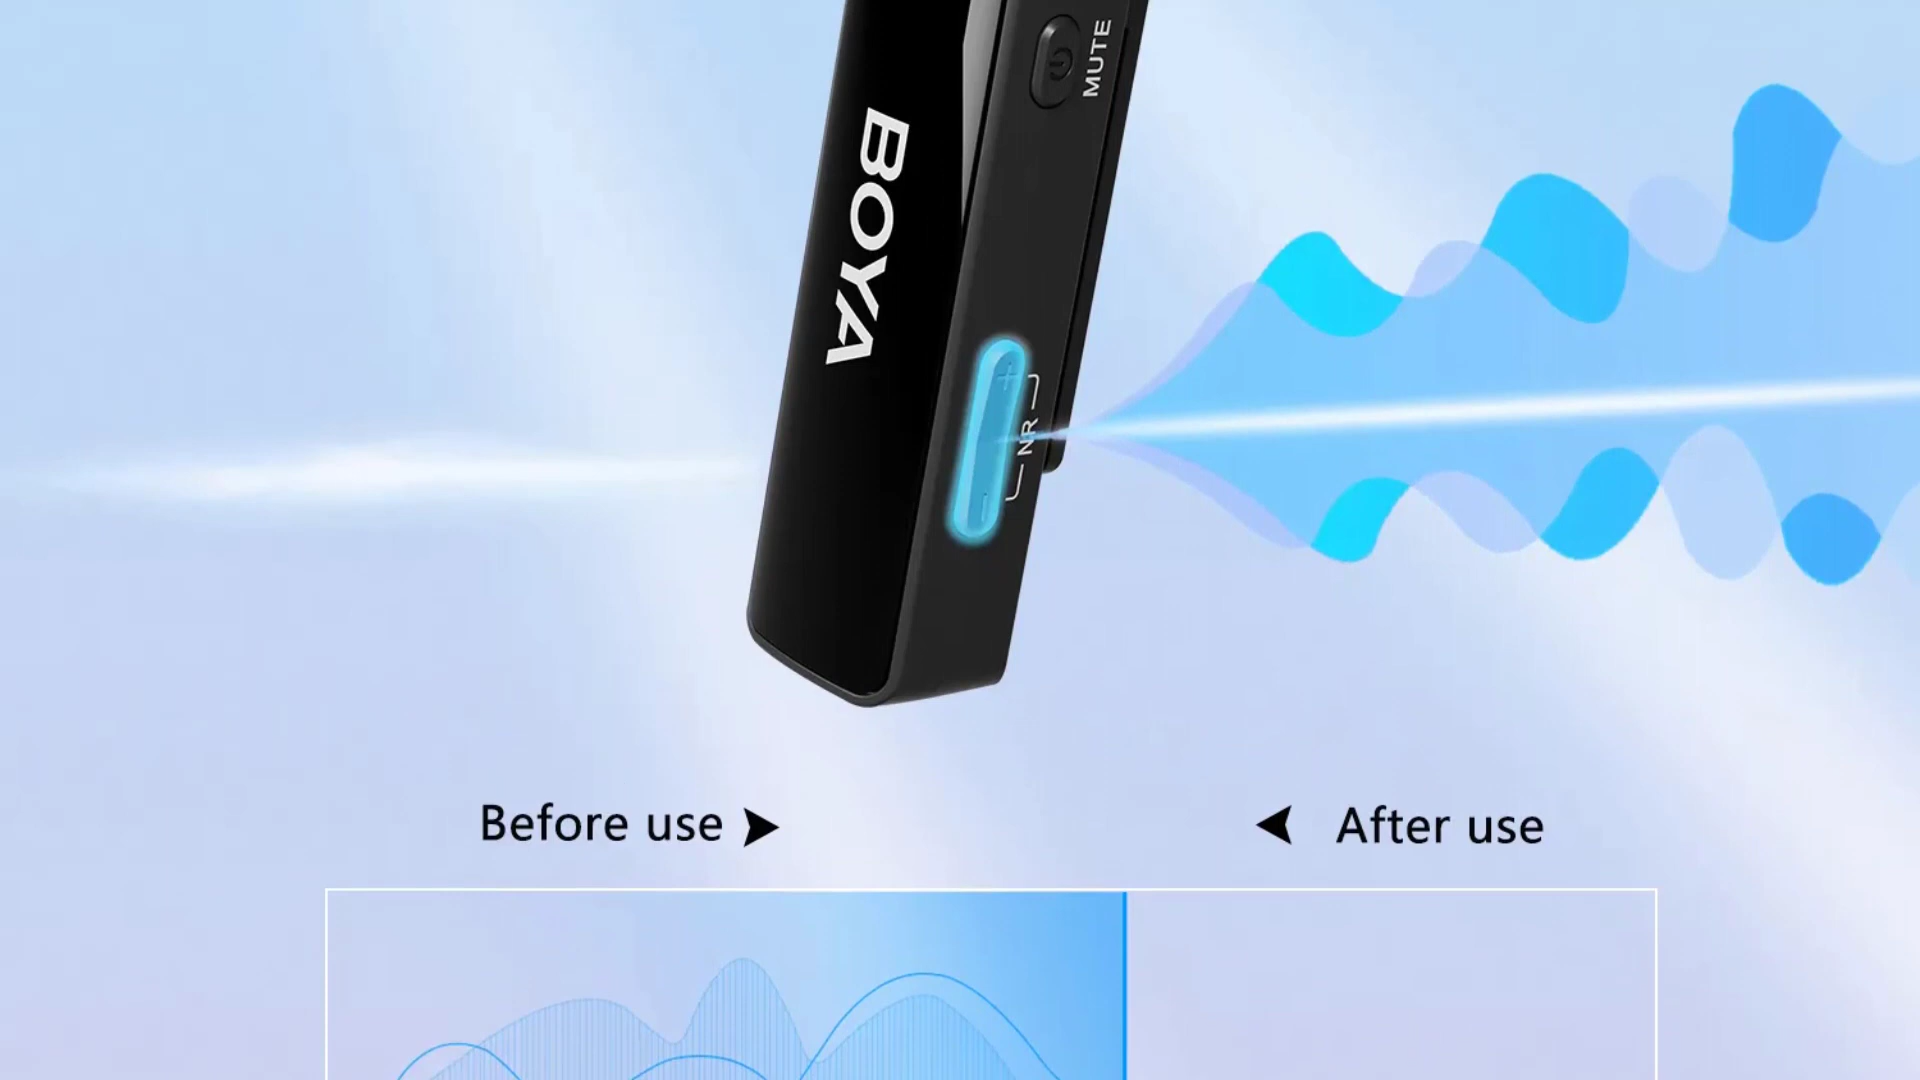 MUTE
BOYA
+
NR
-
Before use
After use